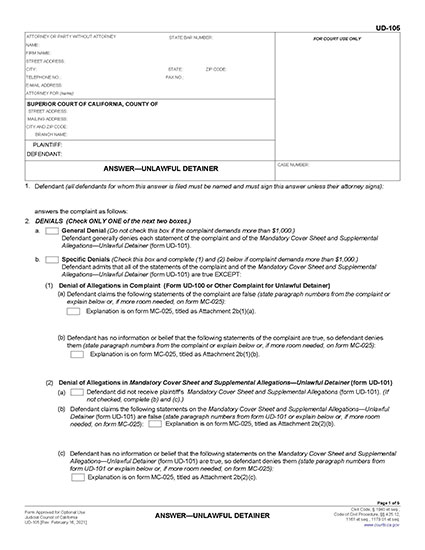 UD-105
ATTORNEY OR PARTY WITHOUT ATTORNEY STATE BAR NUMBER:
FOR COURT USE ONLY
NAME:
FIRM NAME:
STREET ADDRESS:
CITY: STATE: ZIP CODE:
TELEPHONE NO.: FAX NO.:
E-MAIL ADDRESS:
ATTORNEY FOR (name):
SUPERIOR COURT OF CALIFORNIA, COUNTY OF
STREET ADDRESS:
MAILING ADDRESS:
CITY AND ZIP CODE:
BRANCH NAME:
PLAINTIFF:
DEFENDANT:
ANSWER—UNLAWFUL DETAINER
CASE NUMBER:
1. Defendant (all defendants for whom this answer is filed must be named and must sign this answer unless their attorney signs):
answers the complaint as follows:
2. DENIALS (Check ONLY ONE of the next two boxes.)
a. General Denial (Do not check this box if the complaint demands more than $1,000.)
Defendant generally denies each statement of the complaint and of the Mandatory Cover Sheet and Supplemental
Allegations—Unlawful Detainer (form UD-101).
b. Specific Denials (Check this box and complete (1) and (2) below if complaint demands more than $1,000.)
Defendant admits that all of the statements of the complaint and of the Mandatory Cover Sheet and Supplemental
Allegations—Unlawful Detainer (form UD-101) are true EXCEPT:
(1) Denial of Allegations in Complaint (Form UD-100 or Other Complaint for Unlawful Detainer)
(a) Defendant claims the following statements of the complaint are false (state paragraph numbers from the complaint or
explain below or, if more room needed, on form MC-025):
Explanation is on form MC-025, titled as Attachment 2b(1)(a).
(b) Defendant has no information or belief that the following statements of the complaint are true, so defendant denies
them (state paragraph numbers from the complaint or explain below or, if more room needed, on form MC-025):
Explanation is on form MC-025, titled as Attachment 2b(1)(b).
(2) Denial of Allegations in Mandatory Cover Sheet and Supplemental Allegations—Unlawful Detainer (form UD-101)
(a) Defendant did not receive plaintiff's Mandatory Cover Sheet and Supplemental Allegations (form UD-101). (If
not checked, complete (b) and (c).)
(b) Defendant claims the following statements on the Mandatory Cover Sheet and Supplemental Allegations—Unlawful
Detainer (form UD-101) are false (state paragraph numbers from form UD-101 or explain below or, if more room
needed, on form MC-025): Explanation is on form MC-025, titled as Attachment 2b(2)(b).
(c) Defendant has no information or belief that the following statements on the Mandatory Cover Sheet and Supplemental
Allegations—Unlawful Detainer (form UD-101) are true, so defendant denies them (state paragraph numbers from
form UD-101 or explain below or, if more room needed, on form MC-025):
Explanation is on form MC-025, titled as Attachment 2b(2)(c).
Page 1 of 5
Form Approved for Optional Use
Judicial Council of California
UD-105 [Rev. February 16, 2021]
ANSWER—UNLAWFUL DETAINER
Civil Code, § 1940 et seq.;
Code of Civil Procedure, §§ 425.12,
1161 et seq., 1179.01 et seq.
www.courts.ca.gov